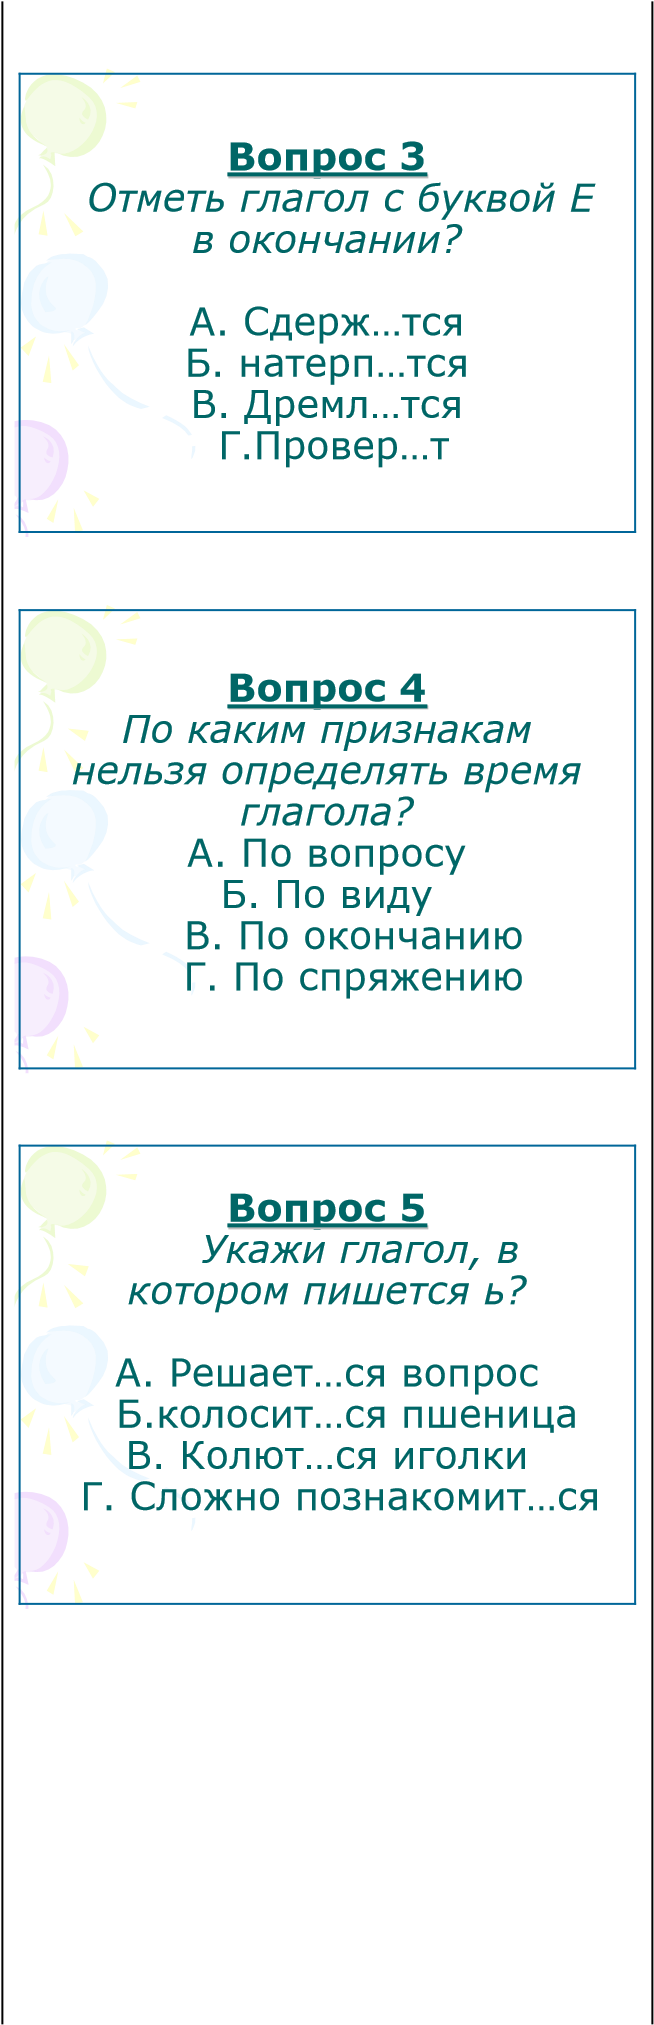 Вопрос 3
Отметь глагол с буквой Е
в окончании?
А. Сдерж…тся
Б. натерп…тся
В. Дремл…тся
Г.Провер…т
Вопрос 4
По каким признакам
нельзя определять время
глагола?
А. По вопросу
Б. По виду
В. По окончанию
Г. По спряжению
Вопрос 5
Укажи глагол, в
котором пишется ь?
А. Решает…ся вопрос
Б.колосит…ся пшеница
В. Колют…ся иголки
Г. Сложно познакомит…ся